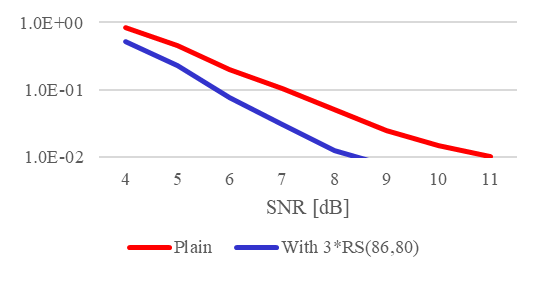 1.0E+00
1.0E-01
1.0E-02
4 5 6 7 8 9 10 11
SNR [dB]
Plain With 3*RS(86,80)